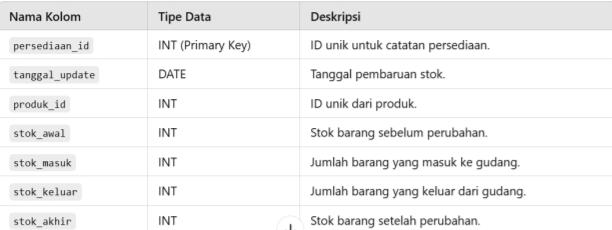 Nama Kolom Tipe Data Deskripsi
persediaan_id INT (Primary Key) ID unik untuk catatan persediaan.
tanggal_update DATE Tanggal pembaruan stok.
produk_id INT ID unik dari produk.
stok_awal INT Stok barang sebelum perubahan.
stok_masuk INT Jumlah barang yang masuk ke gudang.
stok_keluar INT Jumlah barang yang keluar dari gudang.
stok_akhir INT Stok barang setelah perubahan.